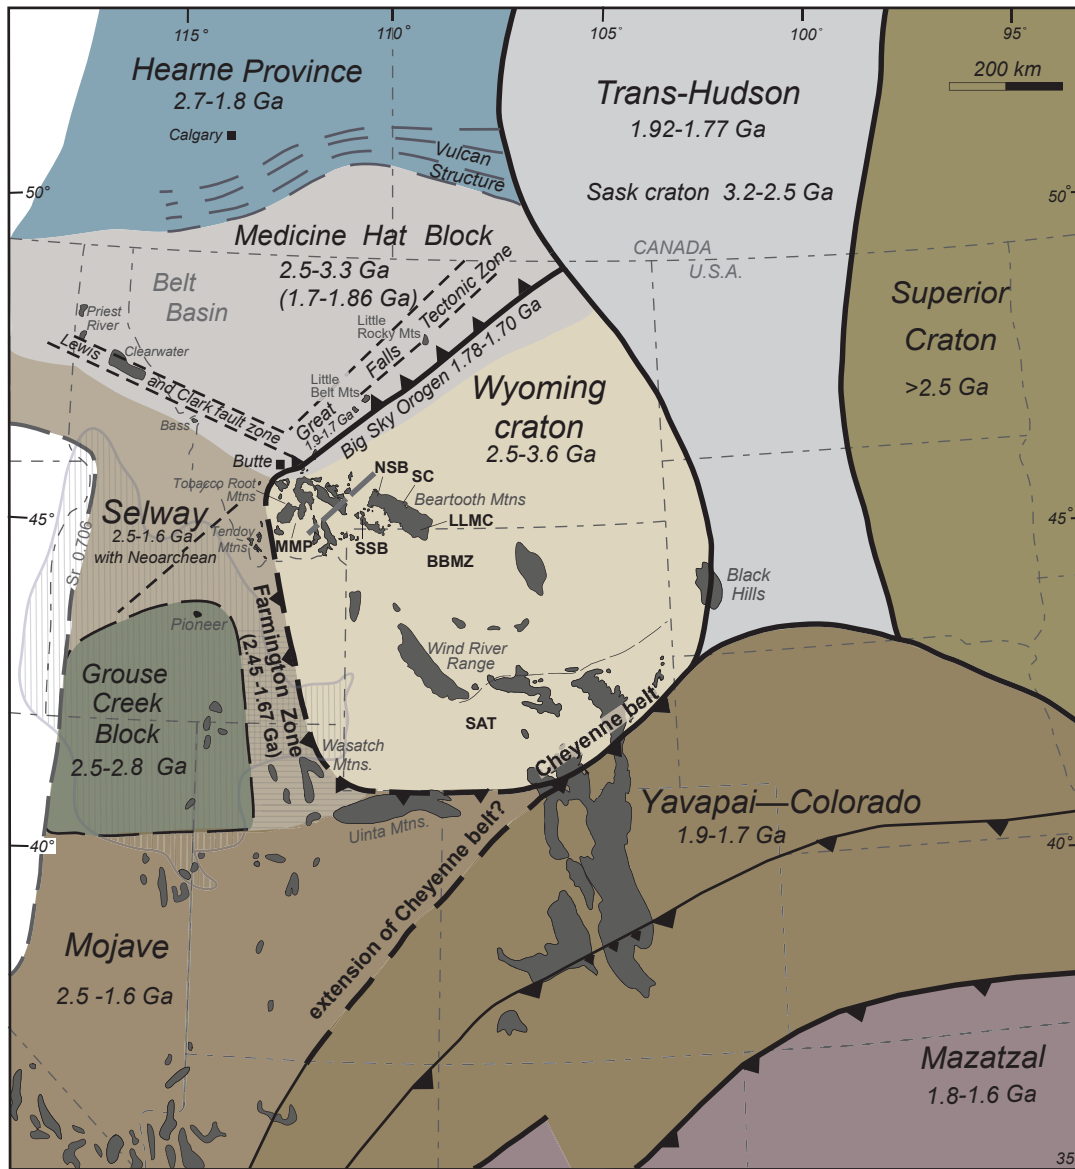 115°
110°
105°
100°
95°
Hearne Province
2.7-1.8 Ga
Calgary
Vulcan
Structure
Trans-Hudson
1.92-1.77 Ga
Sask craton 3.2-2.5 Ga
200 km
50°
50°
CANADA
U.S.A.
Medicine Hat Block
2.5-3.3 Ga
(1.7-1.86 Ga)
Belt
Basin
Priest
River
Lewis
and Clark fault zone
Clearwater
Bass
Little
Rocky Mts
Great
Falls
Tectonic Zone
1.9-1.7 Ga
Little
Belt Mts
Big Sky Orogen 1.78-1.70 Ga
Superior
Craton
>2.5 Ga
Wyoming
craton
2.5-3.6 Ga
Butte
Tobacco Root
Mtns
NSB
SC
Beartooth Mtns
LLMC
MMP
SSB
BBMZ
45°
45°
Selway
2.5-1.6 Ga
with Neoarchean
Tendoy
Mtns
Sr 0.706
Pioneer
Black
Hills
Farmington Zone
(2.45 -1.67 Ga)
Wind River
Range
SAT
Grouse
Creek
Block
2.5-2.8 Ga
Wasatch
Mtns.
Cheyenne belt
Uinta Mtns.
Yavapai—Colorado
1.9-1.7 Ga
40°
40°
extension of Cheyenne belt?
Mojave
2.5 -1.6 Ga
Mazatzal
1.8-1.6 Ga
35